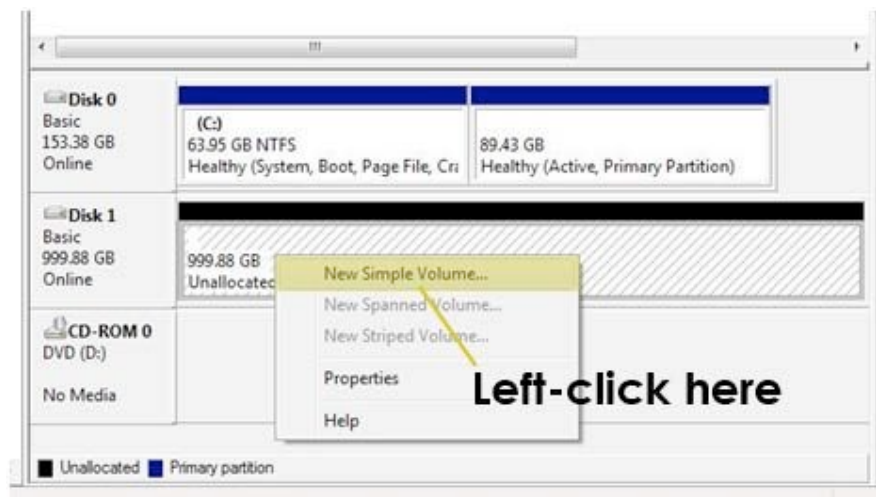 Disk 0
Basic
153.38 GB
Online
(C:)
63.95 GB NTFS
Healthy (System, Boot, Page File, Cra
89.43 GB
Healthy (Active, Primary Partition)
Disk 1
Basic
999.88 GB
Online
999.88 GB
Unallocated
New Simple Volume...
New Spanned Volume...
New Striped Volume...
Properties
Help
Left-click here
CD-ROM 0
DVD (D:)
No Media
Unallocated Primary partition